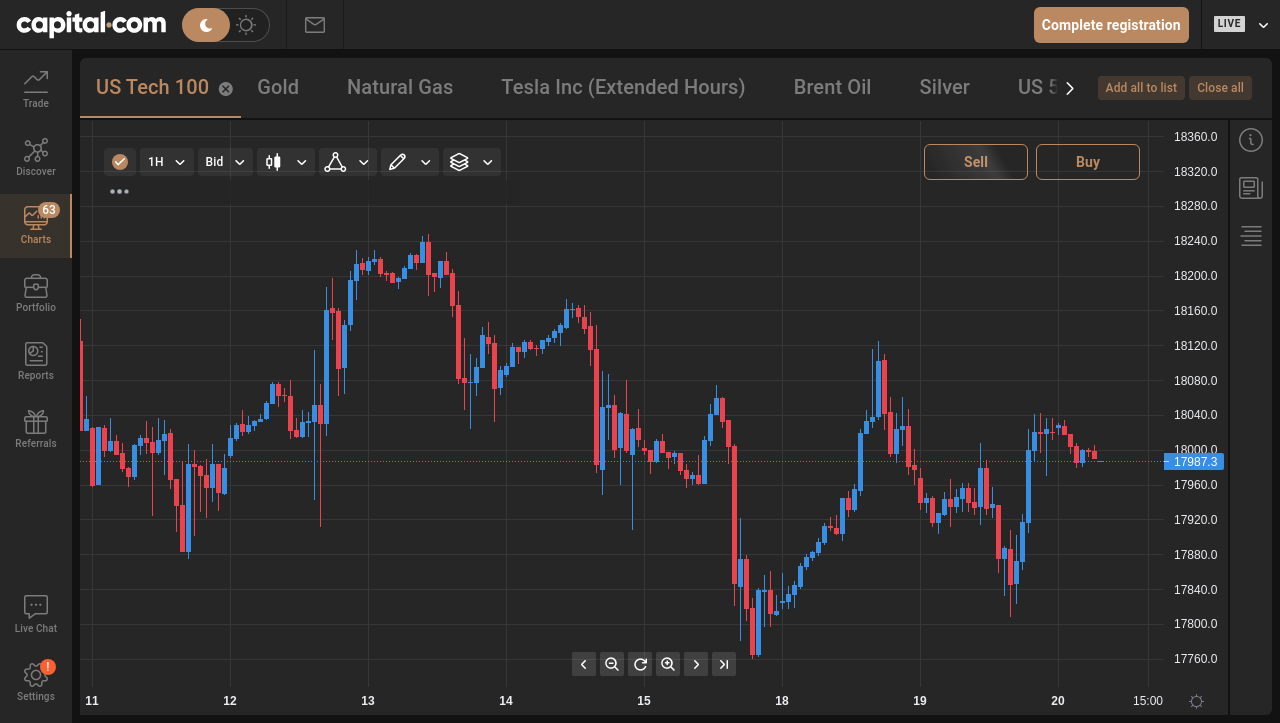 capital.com
Complete registration
LIVE
Trade
Discover
63
Charts
Portfolio
Reports
Referrals
Live Chat
!
Settings
US Tech 100
Gold
Natural Gas
Tesla Inc (Extended Hours)
Brent Oil
Silver
US 5
Add all to list
Close all
1H
Bid
Sell
Buy
18360.0
18320.0
18280.0
18240.0
18200.0
18160.0
18120.0
18080.0
18040.0
18000.0
17987.3
17960.0
17920.0
17880.0
17840.0
17800.0
17760.0
11
12
13
14
15
18
19
20
15:00